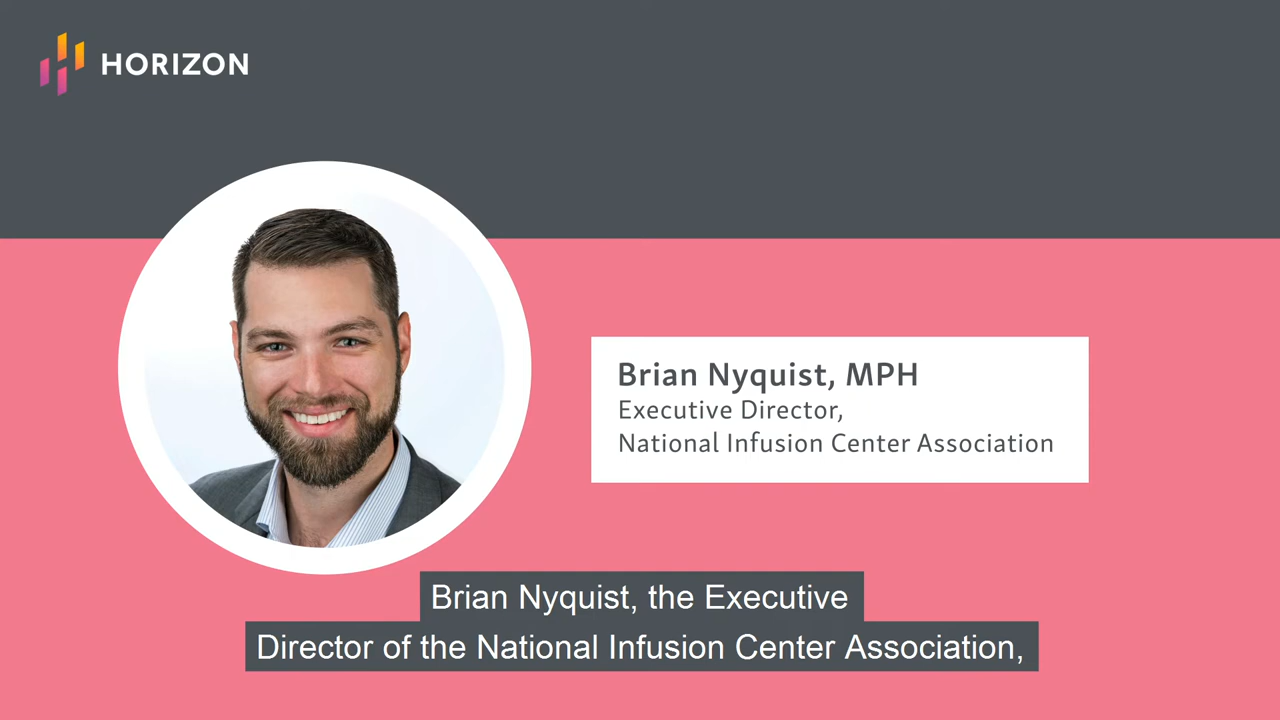 HORIZON
Brian Nyquist, MPH
Executive Director,
National Infusion Center Association
Brian Nyquist, the Executive
Director of the National Infusion Center Association,